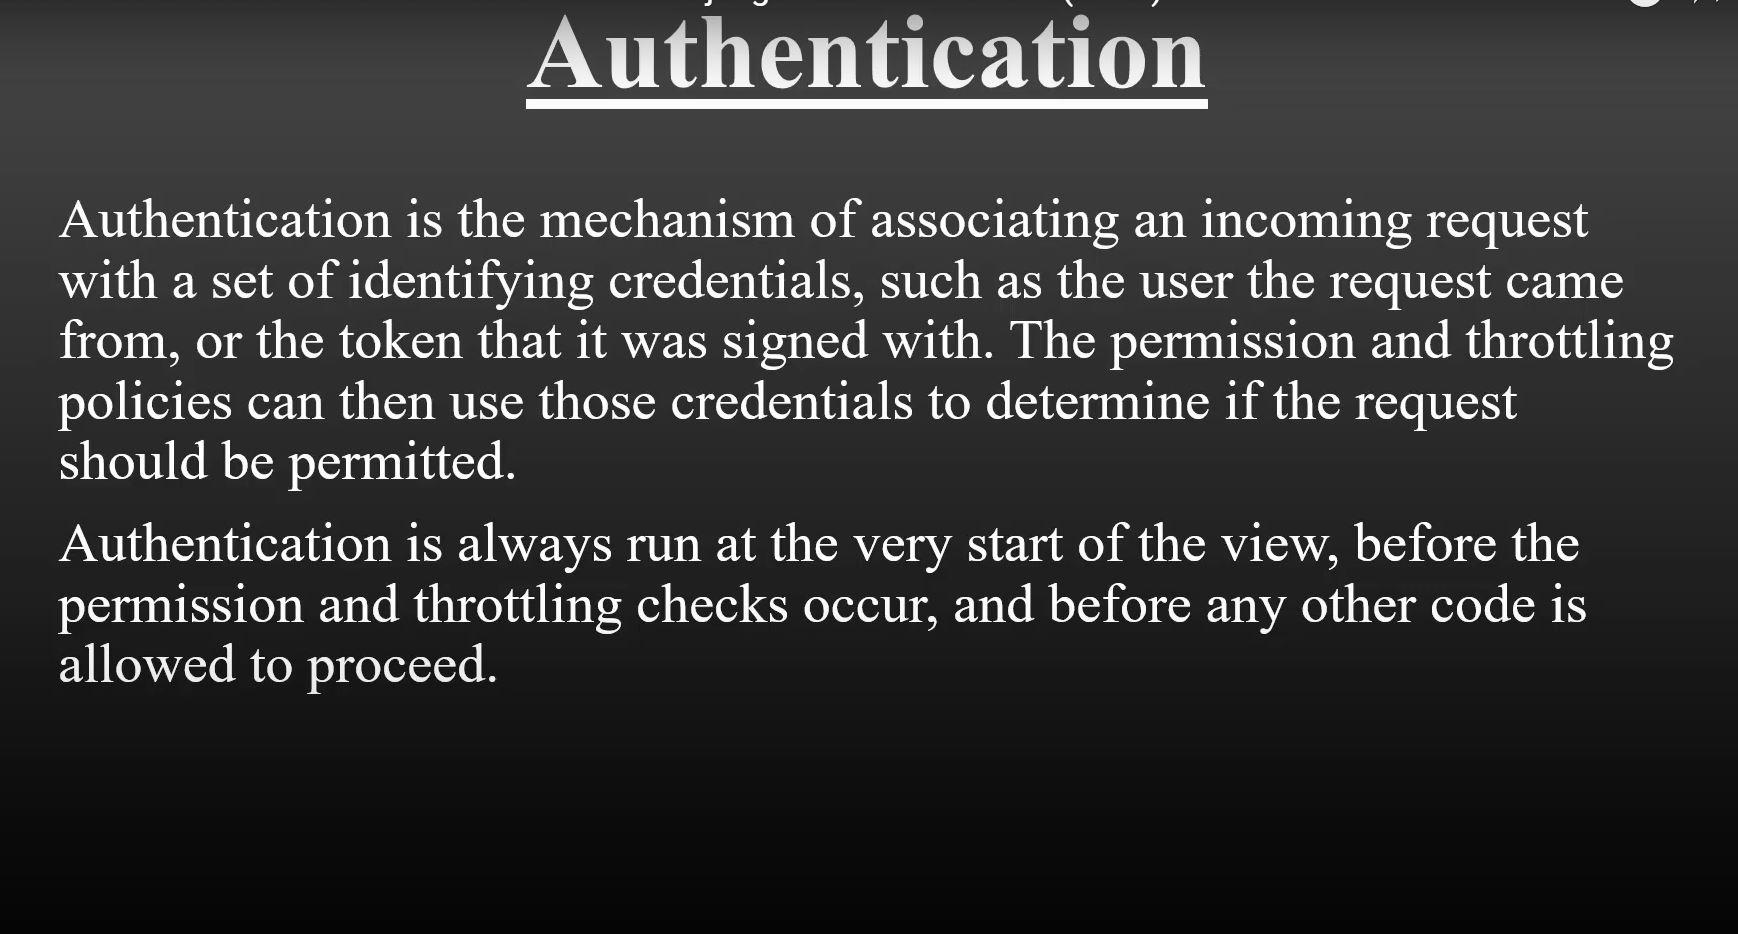 Authentication
Authentication is the mechanism of associating an incoming request
with a set of identifying credentials, such as the user the request came
from, or the token that it was signed with. The permission and throttling
policies can then use those credentials to determine if the request
should be permitted.
Authentication is always run at the very start of the view, before the
permission and throttling checks occur, and before any other code is
allowed to proceed.